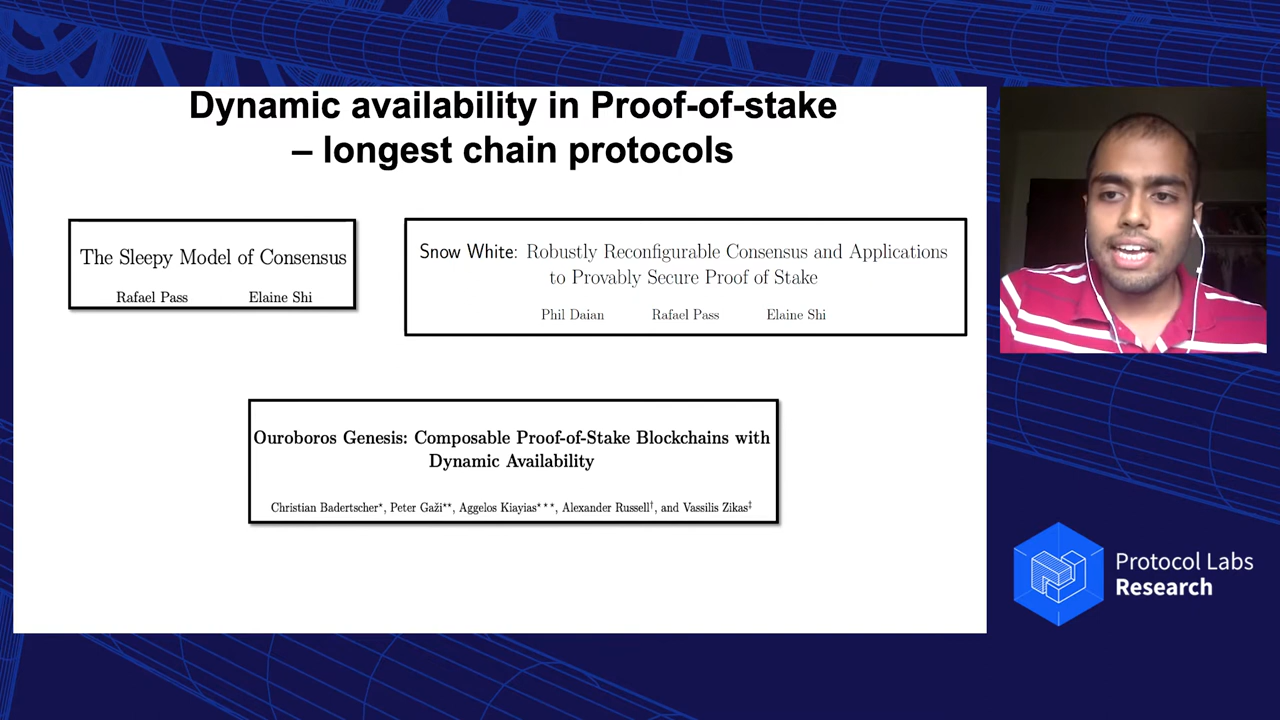 Dynamic availability in Proof-of-stake
– longest chain protocols
The Sleepy Model of Consensus
Rafael Pass Elaine Shi
Snow White: Robustly Reconfigurable Consensus and Applications
to Provably Secure Proof of Stake
Phil Daian Rafael Pass Elaine Shi
Ouroboros Genesis: Composable Proof-of-Stake Blockchains with
Dynamic Availability
Christian Badertscher⋆, Peter Gaži⋆⋆, Aggelos Kiayias⋆⋆⋆, Alexander Russell†, and Vassilis Zikas‡
Protocol Labs
Research